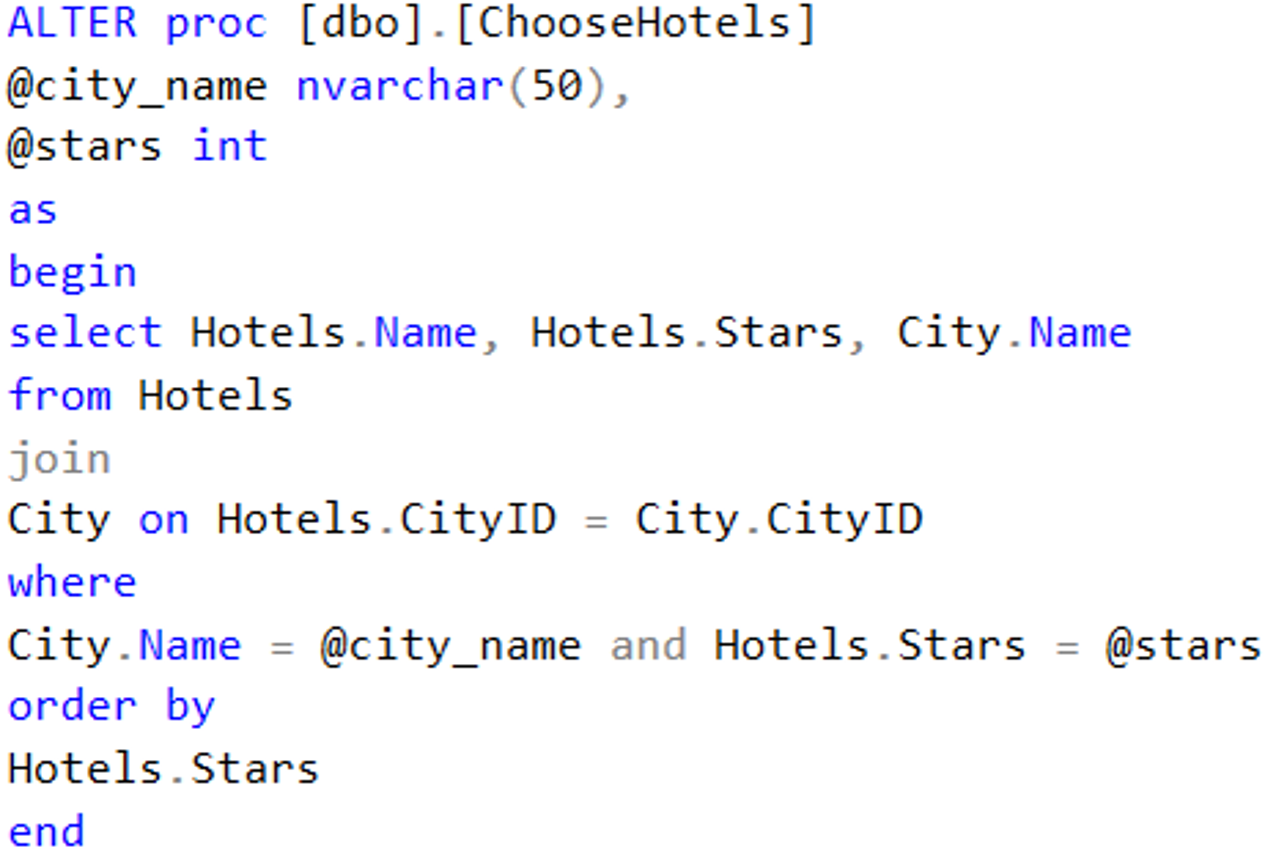 ALTER proc [dbo].[ChooseHotels]
@city_name nvarchar(50),
@stars int
as
begin
select Hotels.Name, Hotels.Stars, City.Name
from Hotels
join
City on Hotels.CityID = City.CityID
where
City.Name = @city_name and Hotels.Stars = @stars
order by
Hotels.Stars
end